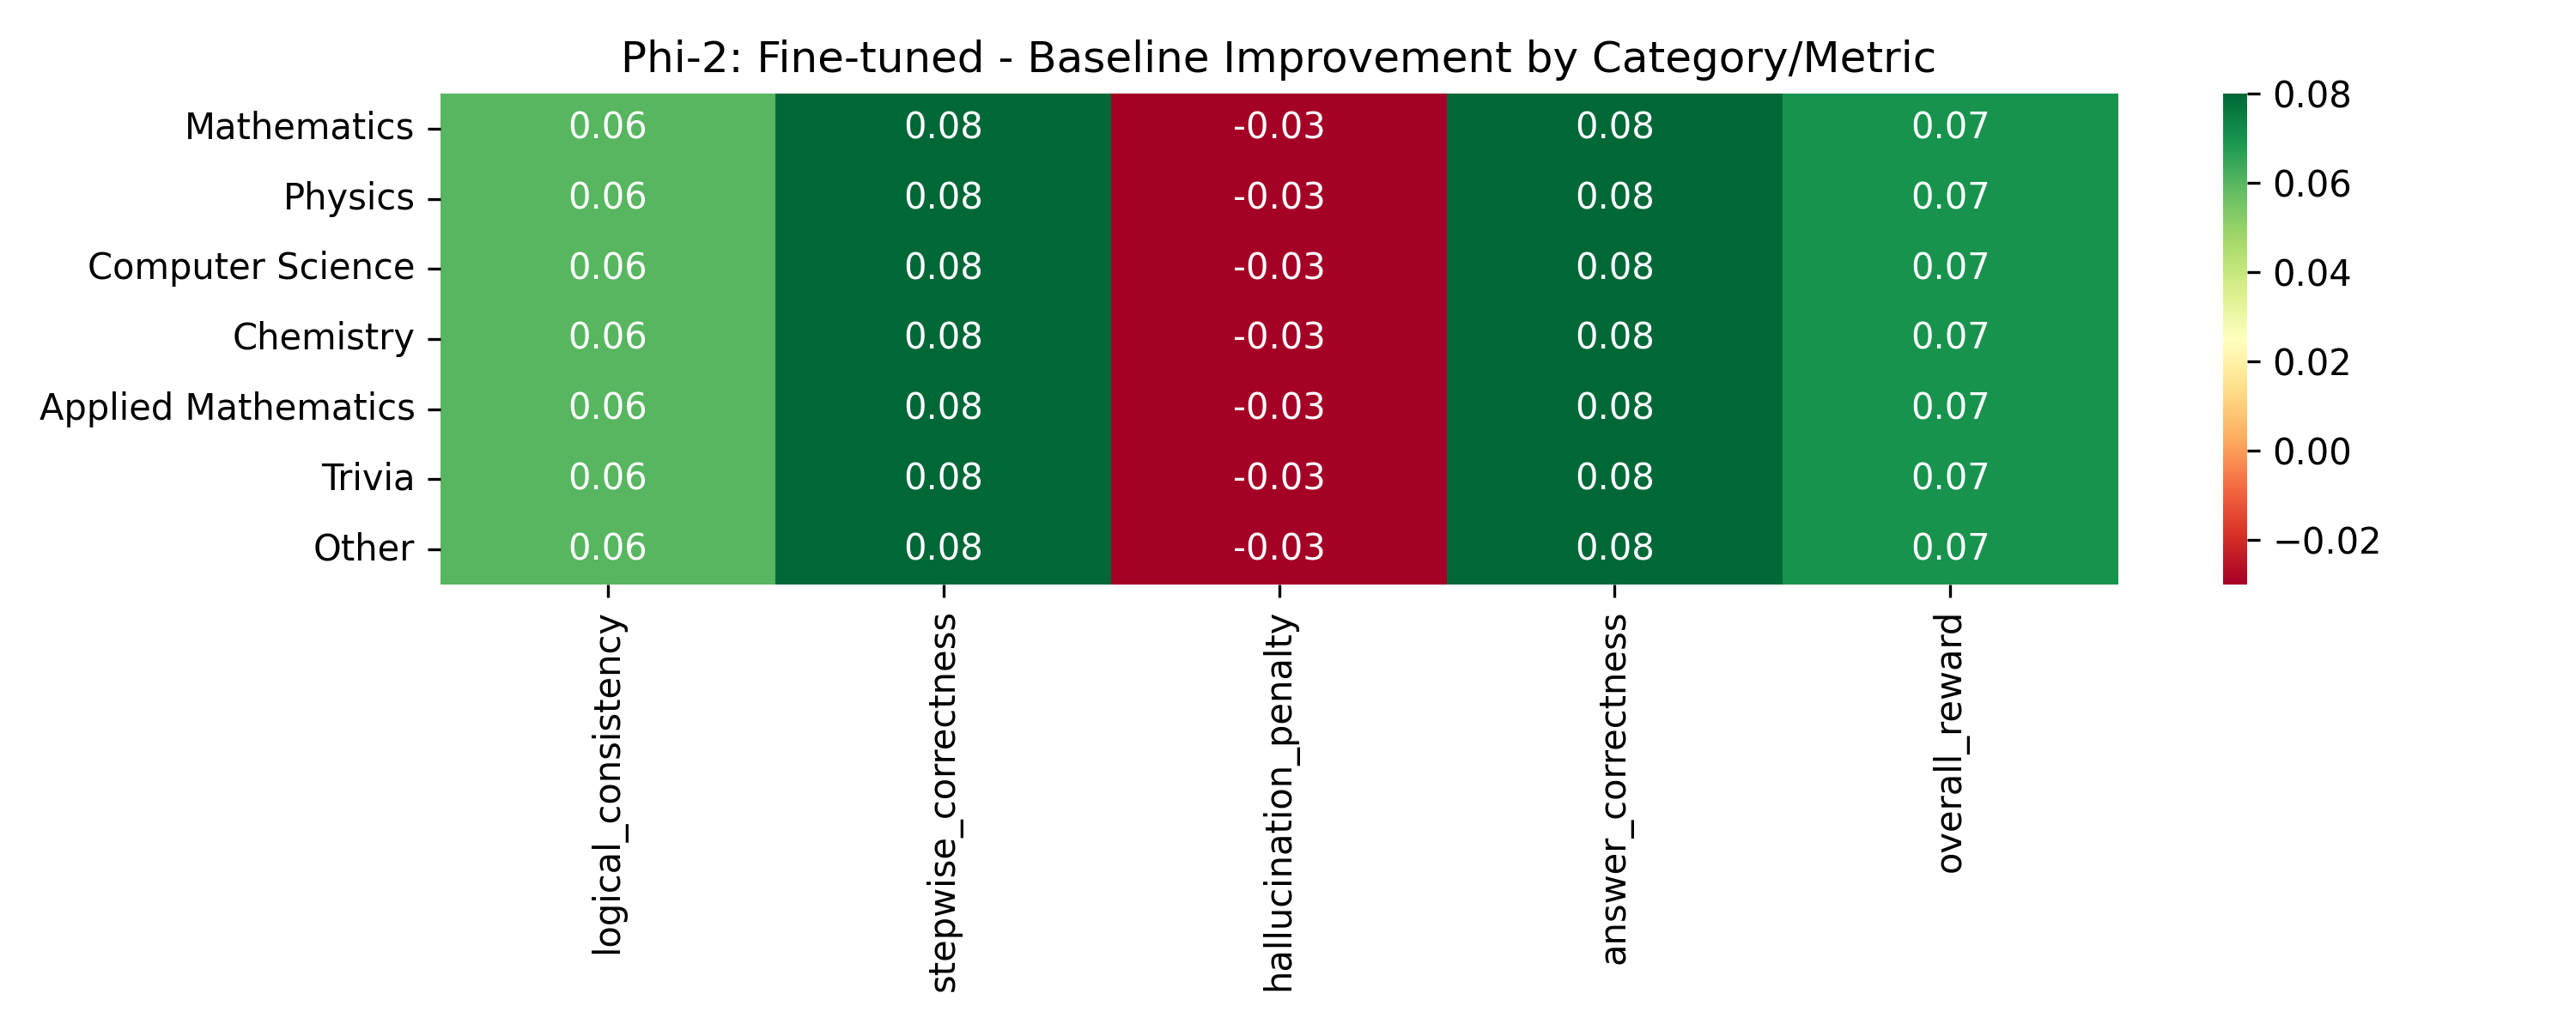 Phi-2: Fine-tuned - Baseline Improvement by Category/Metric
Mathematics 0.06 0.08 -0.03 0.08 0.07
Physics 0.06 0.08 -0.03 0.08 0.07
Computer Science 0.06 0.08 -0.03 0.08 0.07
Chemistry 0.06 0.08 -0.03 0.08 0.07
Applied Mathematics 0.06 0.08 -0.03 0.08 0.07
Trivia 0.06 0.08 -0.03 0.08 0.07
Other 0.06 0.08 -0.03 0.08 0.07
logical_consistency
stepwise_correctness
hallucination_penalty
answer_correctness
overall_reward
0.08
0.06
0.04
0.02
0.00
−0.02